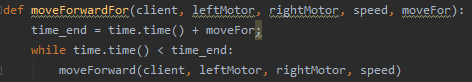 def moveForwardFor(client, leftMotor, rightMotor, speed, moveFor):
    time_end = time.time() + moveFor;
    while time.time() < time_end:
        moveForward(client, leftMotor, rightMotor, speed)